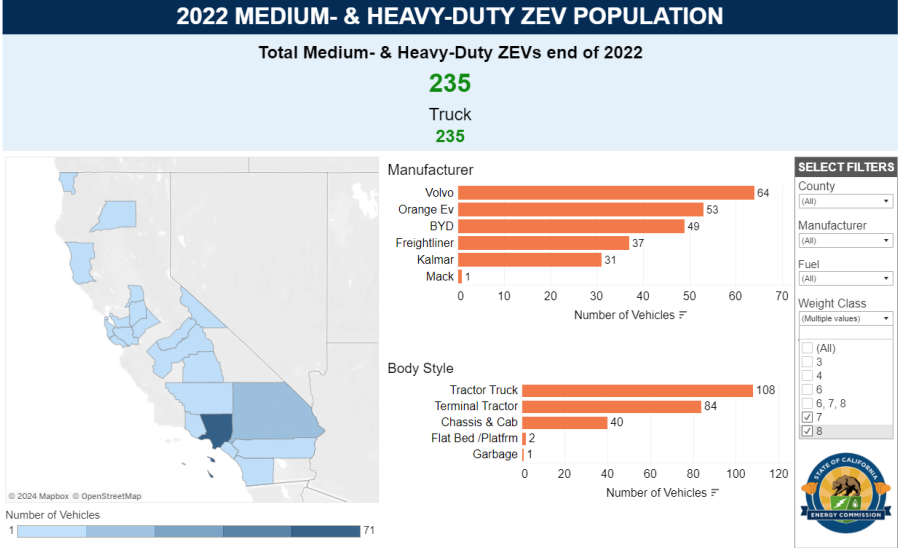 2022 MEDIUM- & HEAVY-DUTY ZEV POPULATION
Total Medium- & Heavy-Duty ZEVs end of 2022
235
Truck
235
© 2024 Mapbox © OpenStreetMap
Number of Vehicles
1 71
Manufacturer
Volvo 64
Orange Ev 53
BYD 49
Freightliner 37
Kalmar 31
Mack 1
0 10 20 30 40 50 60 70
Number of Vehicles
Body Style
Tractor Truck 108
Terminal Tractor 84
Chassis & Cab 40
Flat Bed /Platfrm 2
Garbage 1
0 20 40 60 80 100 120
Number of Vehicles
SELECT FILTERS
County
(All)
Manufacturer
(All)
Fuel
(All)
Weight Class
(Multiple values)
(All)
3
4
6
6, 7, 8
7
8
STATE OF CALIFORNIA
ENERGY COMMISSION